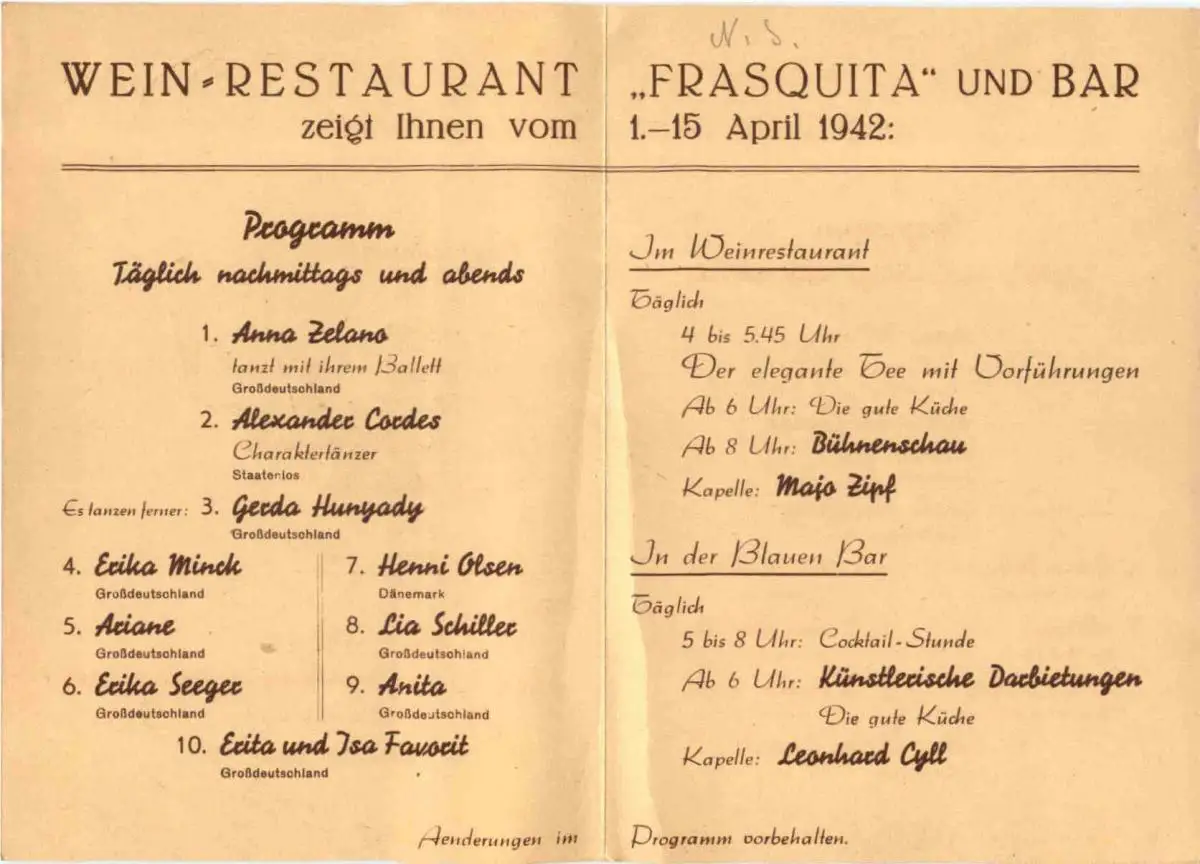 N. S.
WEIN-RESTAURANT „FRASQUITA“ UND BAR
zeigt Ihnen vom 1.–15 April 1942:
Programm
Täglich nachmittags und abends
1. Anna Zelano
tanzt mit ihrem Ballett
Großdeutschland
2. Alexander Cordes
Charaktertänzer
Staatenlos
Es tanzen ferner: 3. Gerda Hunyady
Großdeutschland
4. Erika Minck
Großdeutschland
5. Ariane
Großdeutschland
6. Erika Seeger
Großdeutschland
7. Henni Olsen
Dänemark
8. Lia Schiller
Großdeutschland
9. Anita
Großdeutschland
10. Erita und Isa Favorit
Großdeutschland
Im Weinrestaurant
Täglich
4 bis 5.45 Uhr
Der elegante Tee mit Vorführungen
Ab 6 Uhr: Die gute Küche
Ab 8 Uhr: Bühnenschau
Kapelle: Majo Zipf
In der Blauen Bar
Täglich
5 bis 8 Uhr: Cocktail-Stunde
Ab 6 Uhr: Künstlerische Darbietungen
Die gute Küche
Kapelle: Leonhard Cyll
Aenderungen im Programm vorbehalten.